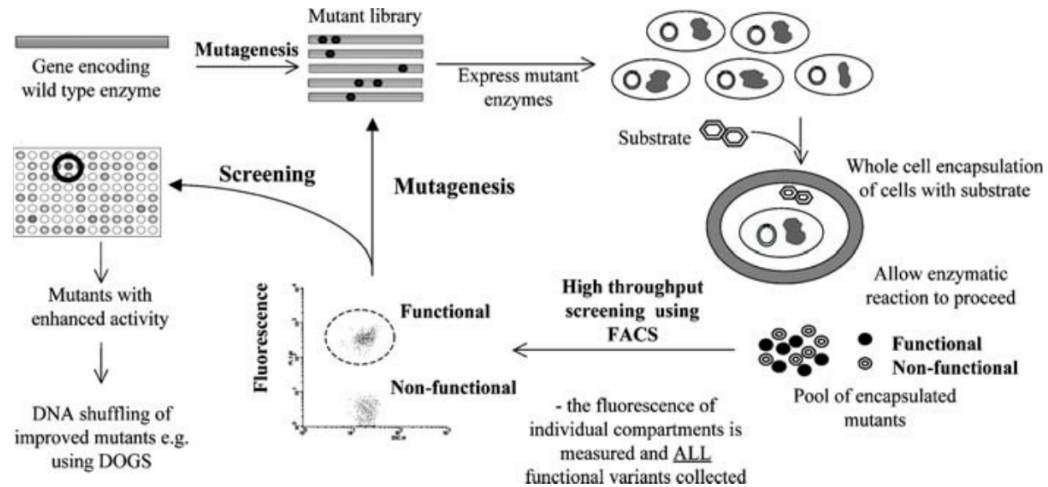 Gene encoding
wild type enzyme
Mutagenesis
Mutant library
Express mutant
enzymes
Substrate
Whole cell encapsulation
of cells with substrate
Allow enzymatic
reaction to proceed
Functional
Non-functional
Pool of encapsulated
mutants
High throughput
screening using
FACS
- the fluorescence of
individual compartments is
measured and ALL
functional variants collected
Fluorescence
Functional
Non-functional
Mutagenesis
Screening
Mutants with
enhanced activity
DNA shuffling of
improved mutants e.g.
using DOGS